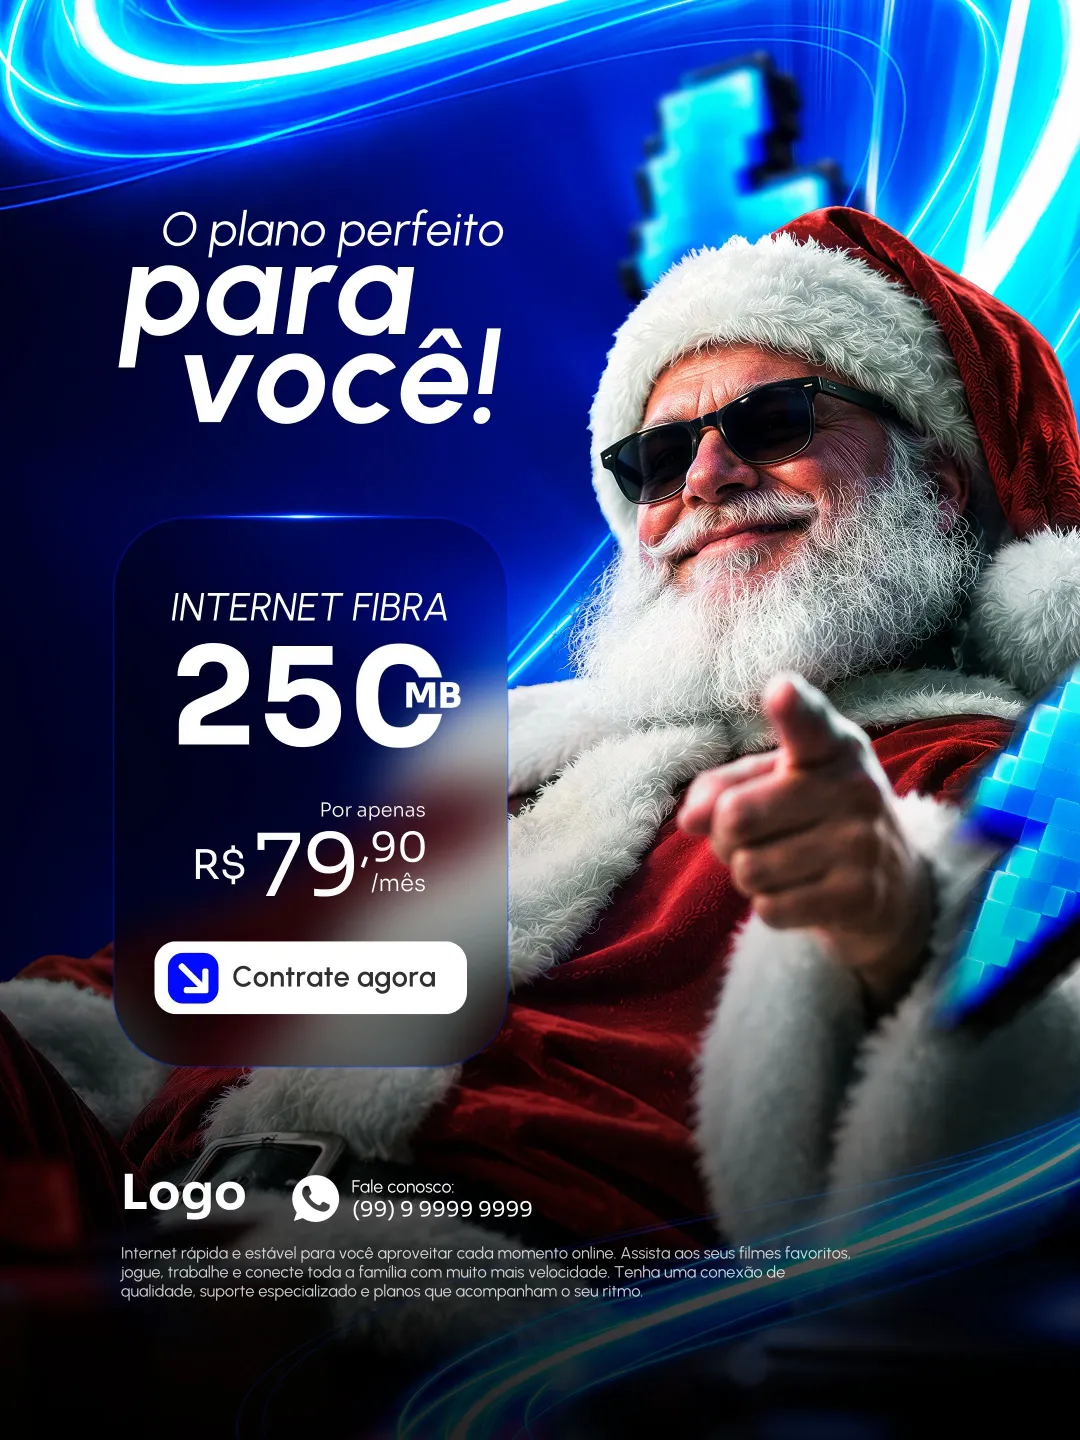 O plano perfeito
para
você!
INTERNET FIBRA
250 MB
Por apenas
R$ 79,90
/mês
Contrate agora
Logo
Fale conosco:
(99) 9 9999 9999
Internet rápida e estável para você aproveitar cada momento online. Assista aos seus filmes favoritos,
jogue, trabalhe e conecte toda a família com muito mais velocidade. Tenha uma conexão de
qualidade, suporte especializado e planos que acompanham o seu ritmo.